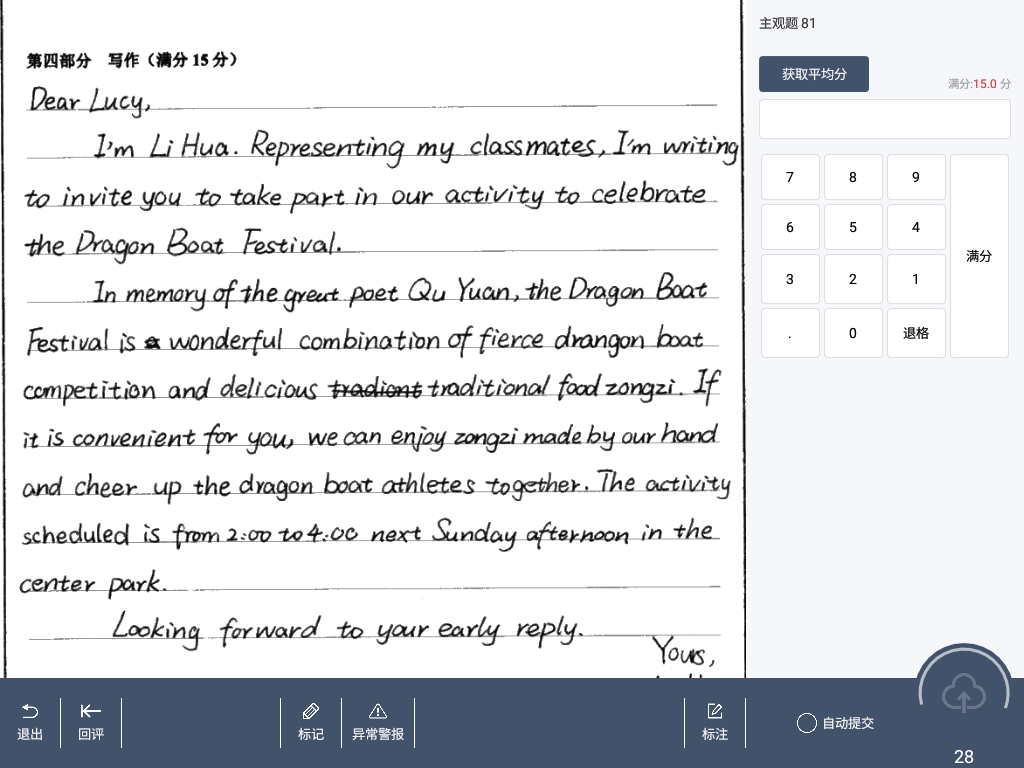 第四部分 写作（满分 15 分）
Dear Lucy,
I'm Li Hua. Representing my classmates, I'm writing
to invite you to take part in our activity to celebrate
the Dragon Boat Festival.
In memory of the great poet Qu Yuan, the Dragon Boat
Festival is a wonderful combination of fierce drangon boat
competition and delicious tradiont traditional food zongzi. If
it is convenient for you, we can enjoy zongzi made by our hand
and cheer up the dragon boat athletes together. The activity
scheduled is from 2:00 to 4:00 next Sunday afternoon in the
center park.
Looking forward to your early reply.
Yours,
主观题 81
获取平均分
满分:15.0 分
7 8 9
6 5 4
满分
3 2 1
. 0 退格
退出 回评 标记 异常警报 标注 自动提交
28